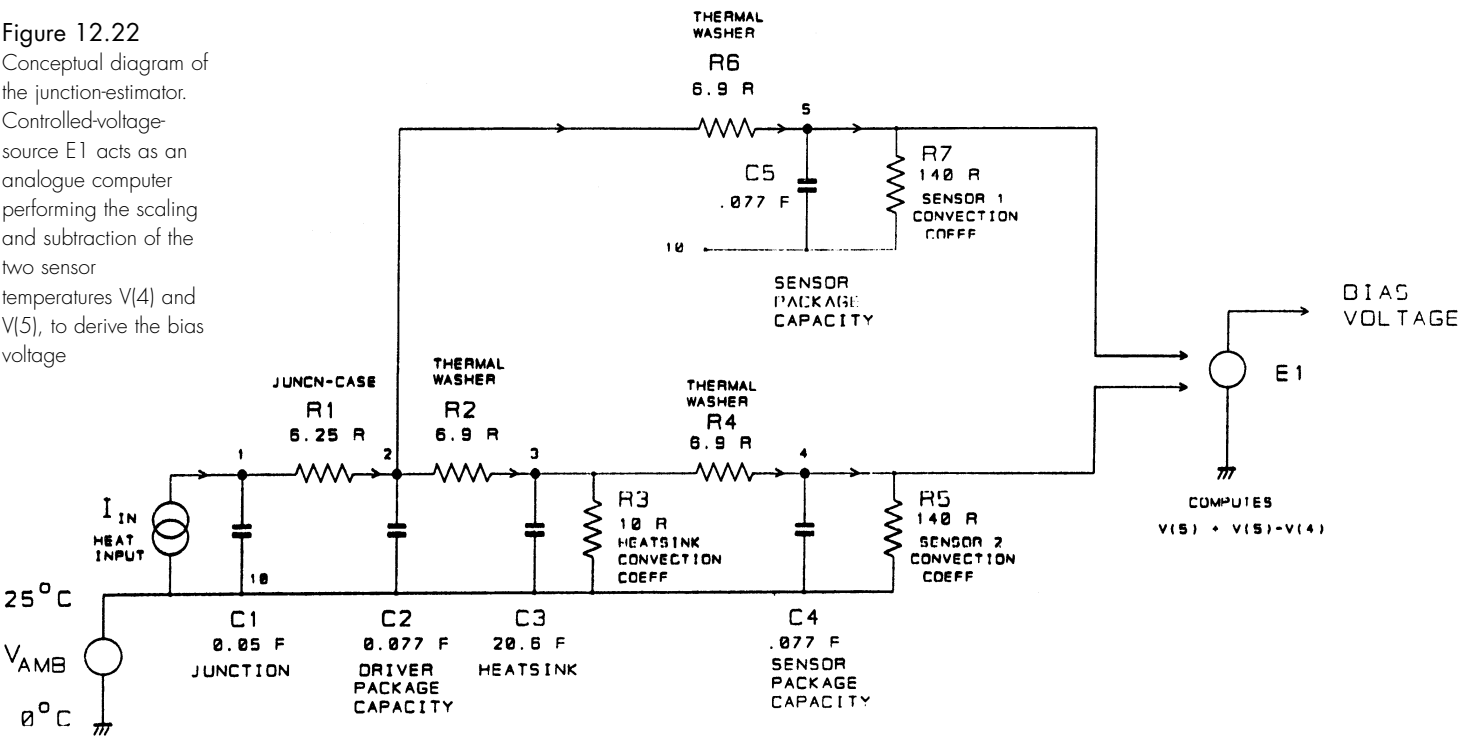 Figure 12.22
Conceptual diagram of
the junction-estimator.
Controlled-voltage-
source E1 acts as an
analogue computer
performing the scaling
and subtraction of the
two sensor
temperatures V(4) and
V(5), to derive the bias
voltage
THERMAL
WASHER
R6
6.9 R
5
C5
.077 F
R7
140 R
SENSOR 1
CONVECTION
COEFF
10
SENSOR
PACKAGE
CAPACITY
BIAS
VOLTAGE
E1
COMPUTES
V(5) + V(5)-V(4)
JUNCN-CASE
R1
6.25 R
THERMAL
WASHER
R2
6.9 R
THERMAL
WASHER
R4
6.9 R
1
2
3
4
I IN
HEAT
INPUT
10
R3
10 R
HEATSINK
CONVECTION
COEFF
R5
140 R
SENSOR 2
CONVECTION
COEFF
25°C
VAMB
0°C
C1
0.05 F
JUNCTION
C2
0.077 F
DRIVER
PACKAGE
CAPACITY
C3
20.6 F
HEATSINK
C4
.077 F
SENSOR
PACKAGE
CAPACITY